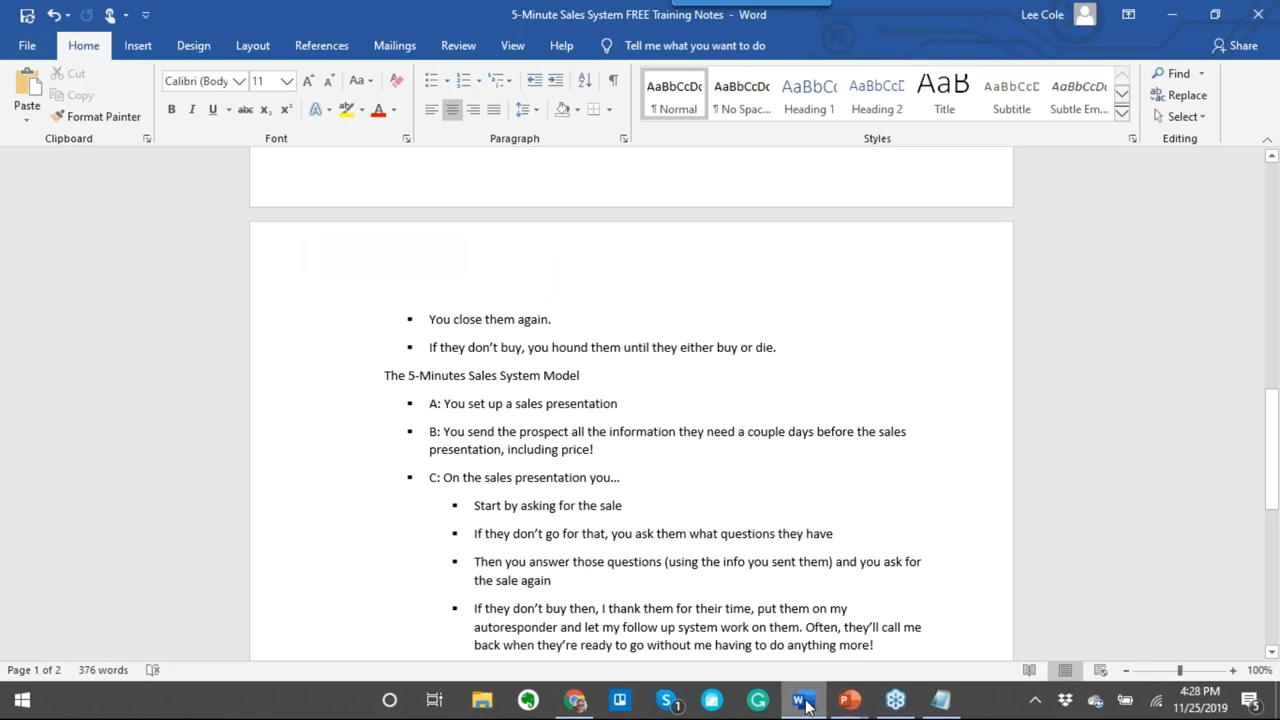 5-Minute Sales System FREE Training Notes - Word
Lee Cole
File Home Insert Design Layout References Mailings Review View Help Tell me what you want to do Share
Paste
Cut
Copy
Format Painter
Clipboard
Calibri (Body 11
Font
Paragraph
AaBbCcDc AaBbCcDc AaBbCc AaBbCcD AaB AaBbCcD AaBbCcDc
¶ Normal ¶ No Spac... Heading 1 Heading 2 Title Subtitle Subtle Em...
Styles
Find
Replace
Select
Editing
▪ You close them again.
▪ If they don’t buy, you hound them until they either buy or die.
The 5-Minutes Sales System Model
▪ A: You set up a sales presentation
▪ B: You send the prospect all the information they need a couple days before the sales
presentation, including price!
▪ C: On the sales presentation you…
▪ Start by asking for the sale
▪ If they don’t go for that, you ask them what questions they have
▪ Then you answer those questions (using the info you sent them) and you ask for
the sale again
▪ If they don’t buy then, I thank them for their time, put them on my
autoresponder and let my follow up system work on them. Often, they’ll call me
back when they’re ready to go without me having to do anything more!
Page 1 of 2 376 words
100%
4:28 PM
11/25/2019